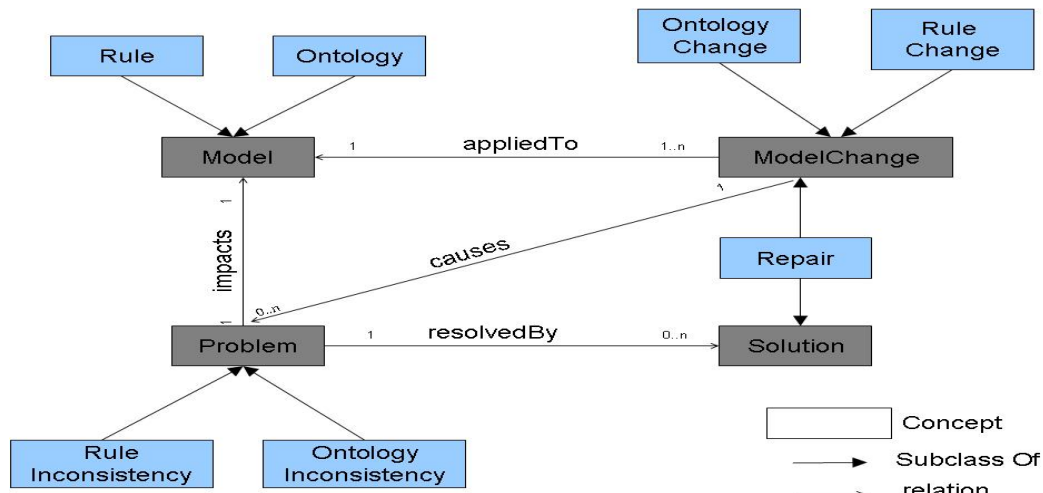 Rule
Ontology
Ontology
Change
Rule
Change
Model
1
appliedTo
1..n
ModelChange
1
impacts
1
1
causes
0..n
Repair
Problem
1
resolvedBy
0..n
Solution
Rule
Inconsistency
Ontology
Inconsistency
Concept
Subclass Of
relation